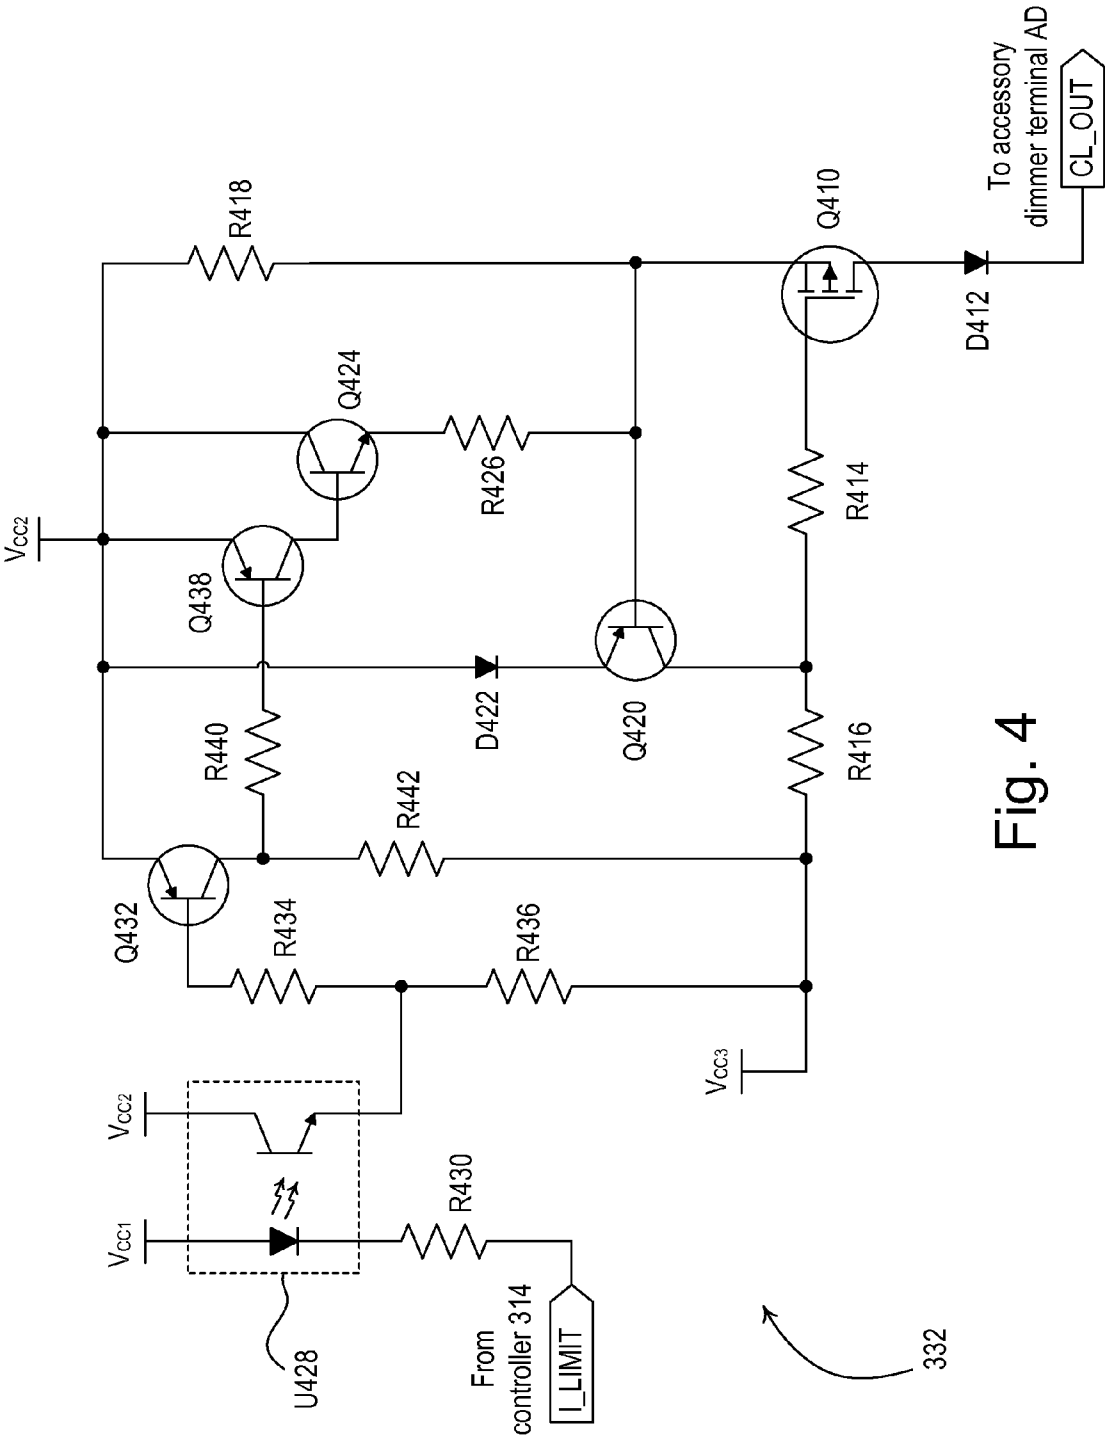 VCC2
R418
Q424
Q438
R426
Q410
To accessory
dimmer terminal AD
CL_OUT
D412
R414
R440
D422
Q420
R416
R442
Q432
R434
R436
VCC3
VCC2
VCC1
R430
U428
From
controller 314
I_LIMIT
332
Fig. 4